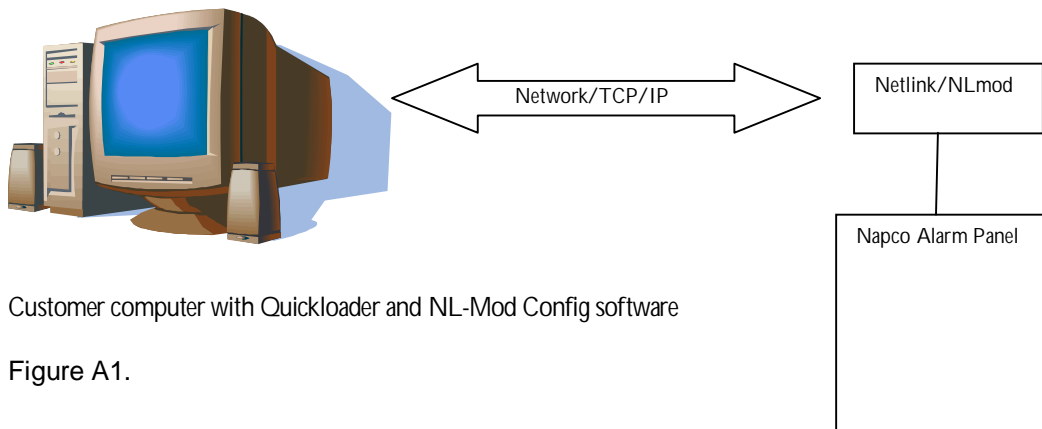 Network/TCP/IP
Netlink/NLmod
Napco Alarm Panel
Customer computer with Quickloader and NL-Mod Config software
Figure A1.